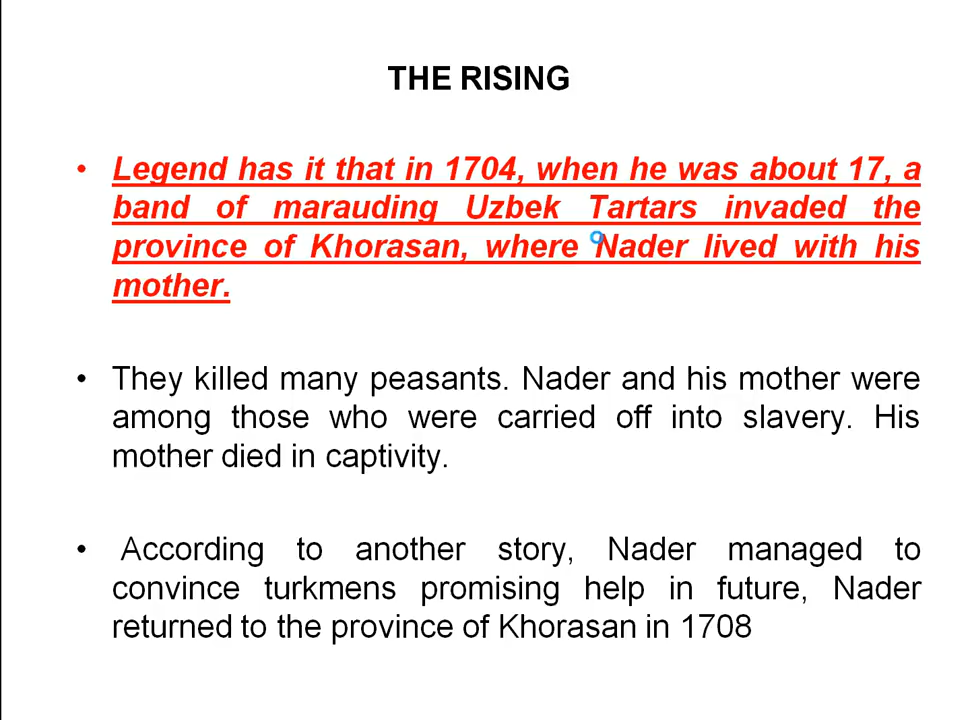 THE RISING
• Legend has it that in 1704, when he was about 17, a
band of marauding Uzbek Tartars invaded the
province of Khorasan, where Nader lived with his
mother.
• They killed many peasants. Nader and his mother were
among those who were carried off into slavery. His
mother died in captivity.
• According to another story, Nader managed to
convince turkmens promising help in future, Nader
returned to the province of Khorasan in 1708